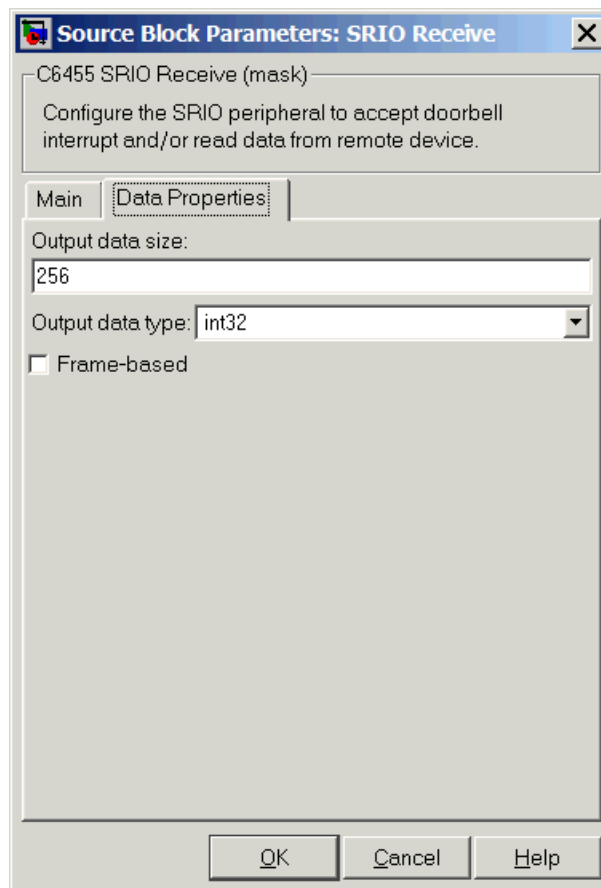 Source Block Parameters: SRIO Receive
C6455 SRIO Receive (mask)
Configure the SRIO peripheral to accept doorbell
interrupt and/or read data from remote device.
Main Data Properties
Output data size:
256
Output data type: int32
Frame-based
OK Cancel Help